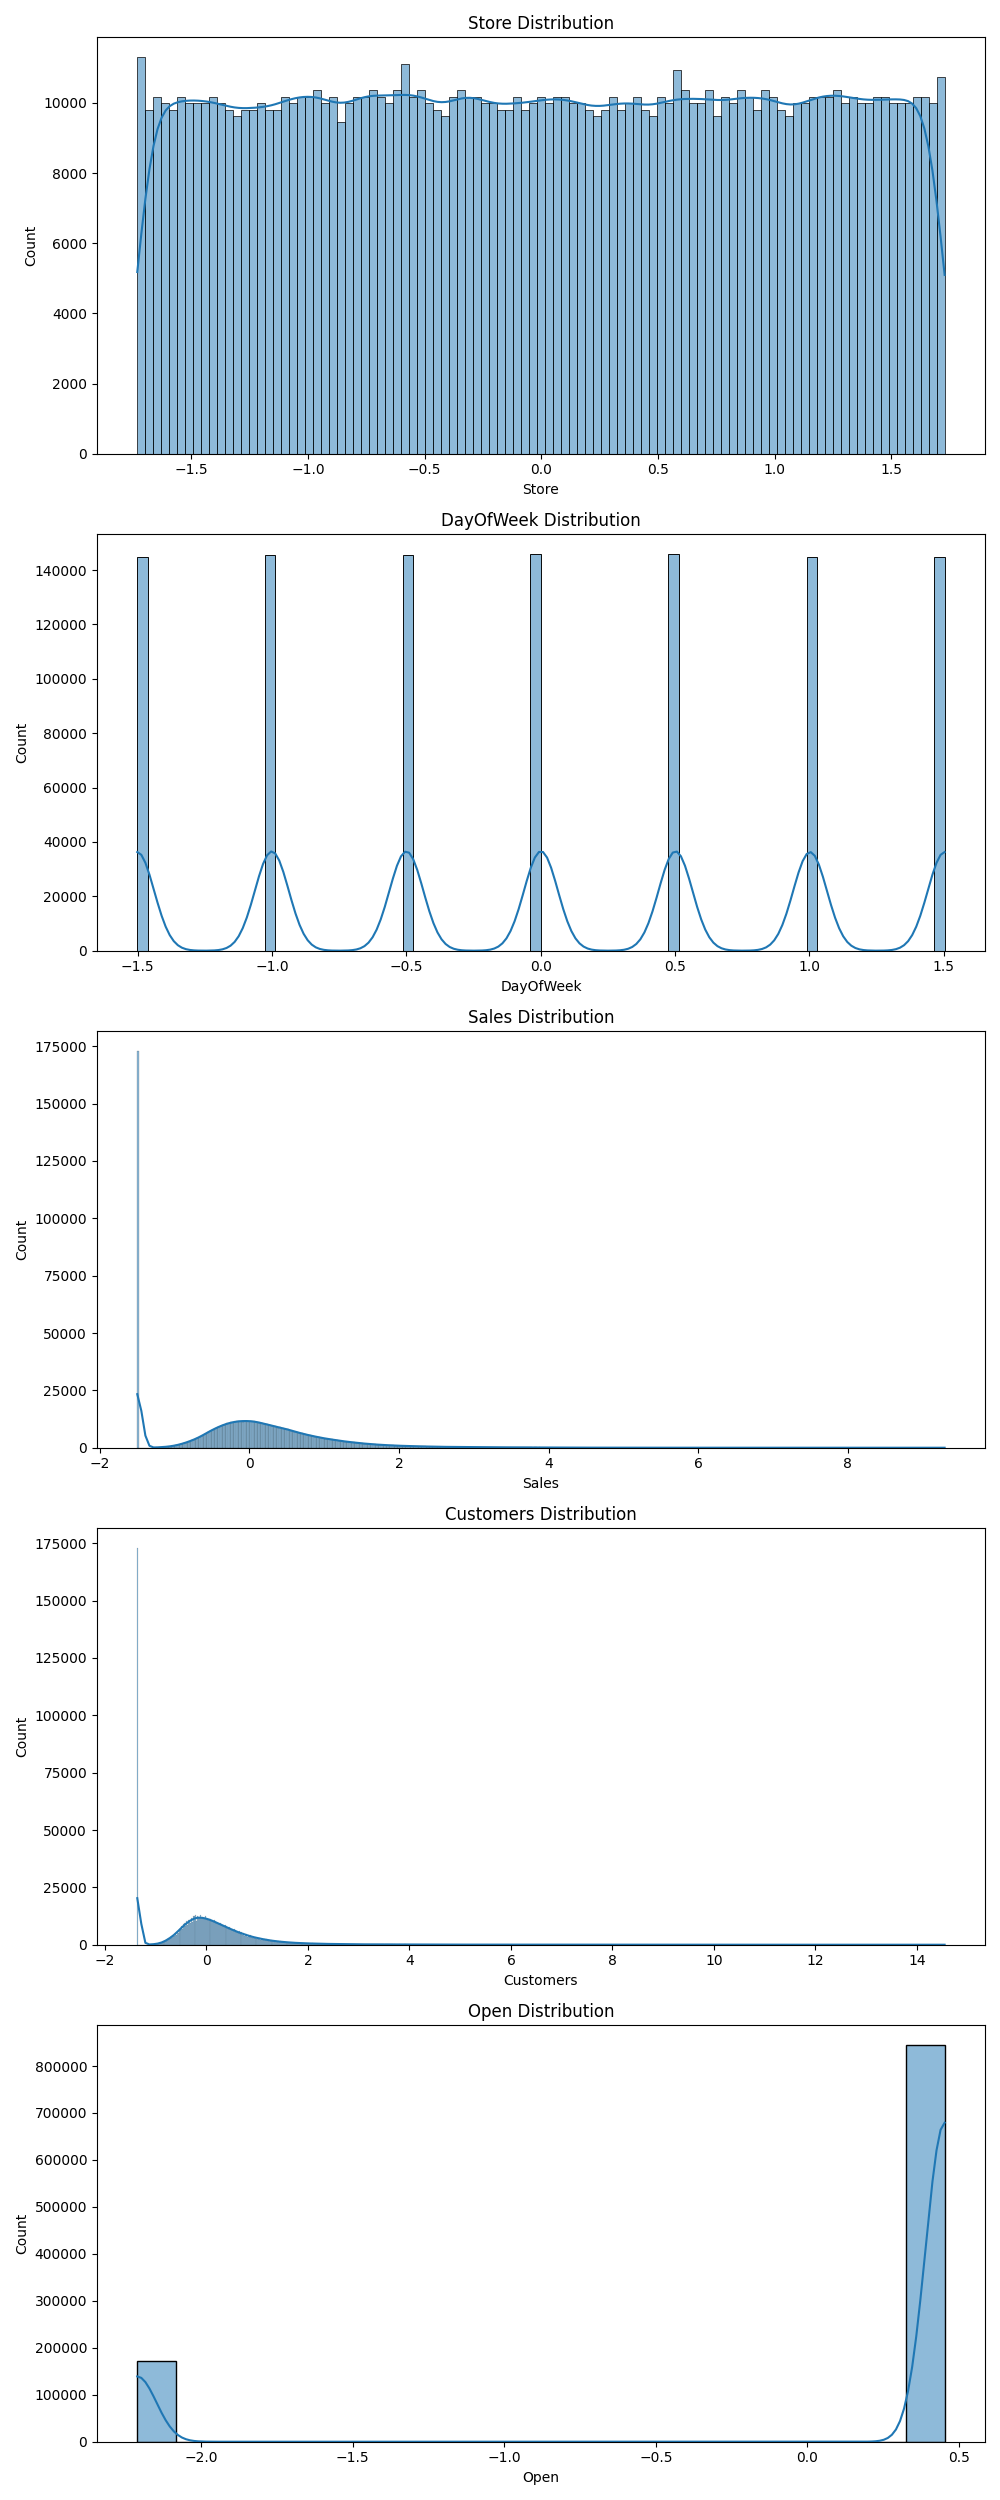 Store Distribution
10000
8000
6000
4000
2000
0
Count
−1.5 −1.0 −0.5 0.0 0.5 1.0 1.5
Store
DayOfWeek Distribution
140000
120000
100000
80000
60000
40000
20000
0
Count
−1.5 −1.0 −0.5 0.0 0.5 1.0 1.5
DayOfWeek
Sales Distribution
175000
150000
125000
100000
75000
50000
25000
0
Count
−2 0 2 4 6 8
Sales
Customers Distribution
175000
150000
125000
100000
75000
50000
25000
0
Count
−2 0 2 4 6 8 10 12 14
Customers
Open Distribution
800000
700000
600000
500000
400000
300000
200000
100000
0
Count
−2.0 −1.5 −1.0 −0.5 0.0 0.5
Open